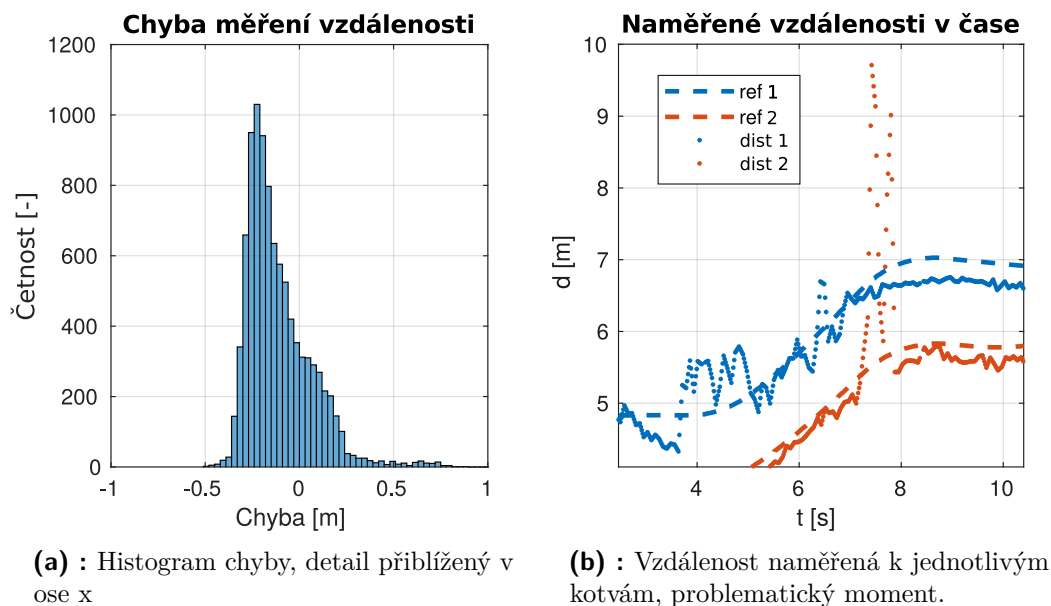 Chyba měření vzdálenosti
1200
1000
800
600
400
200
0
Četnost [-]
-1
-0.5
0
0.5
1
Chyba [m]
(a) : Histogram chyby, detail přiblížený v
ose x
Naměřené vzdálenosti v čase
10
9
8
7
6
5
d [m]
ref 1
ref 2
dist 1
dist 2
4
6
8
10
t [s]
(b) : Vzdálenost naměřená k jednotlivým
kotvám, problematický moment.